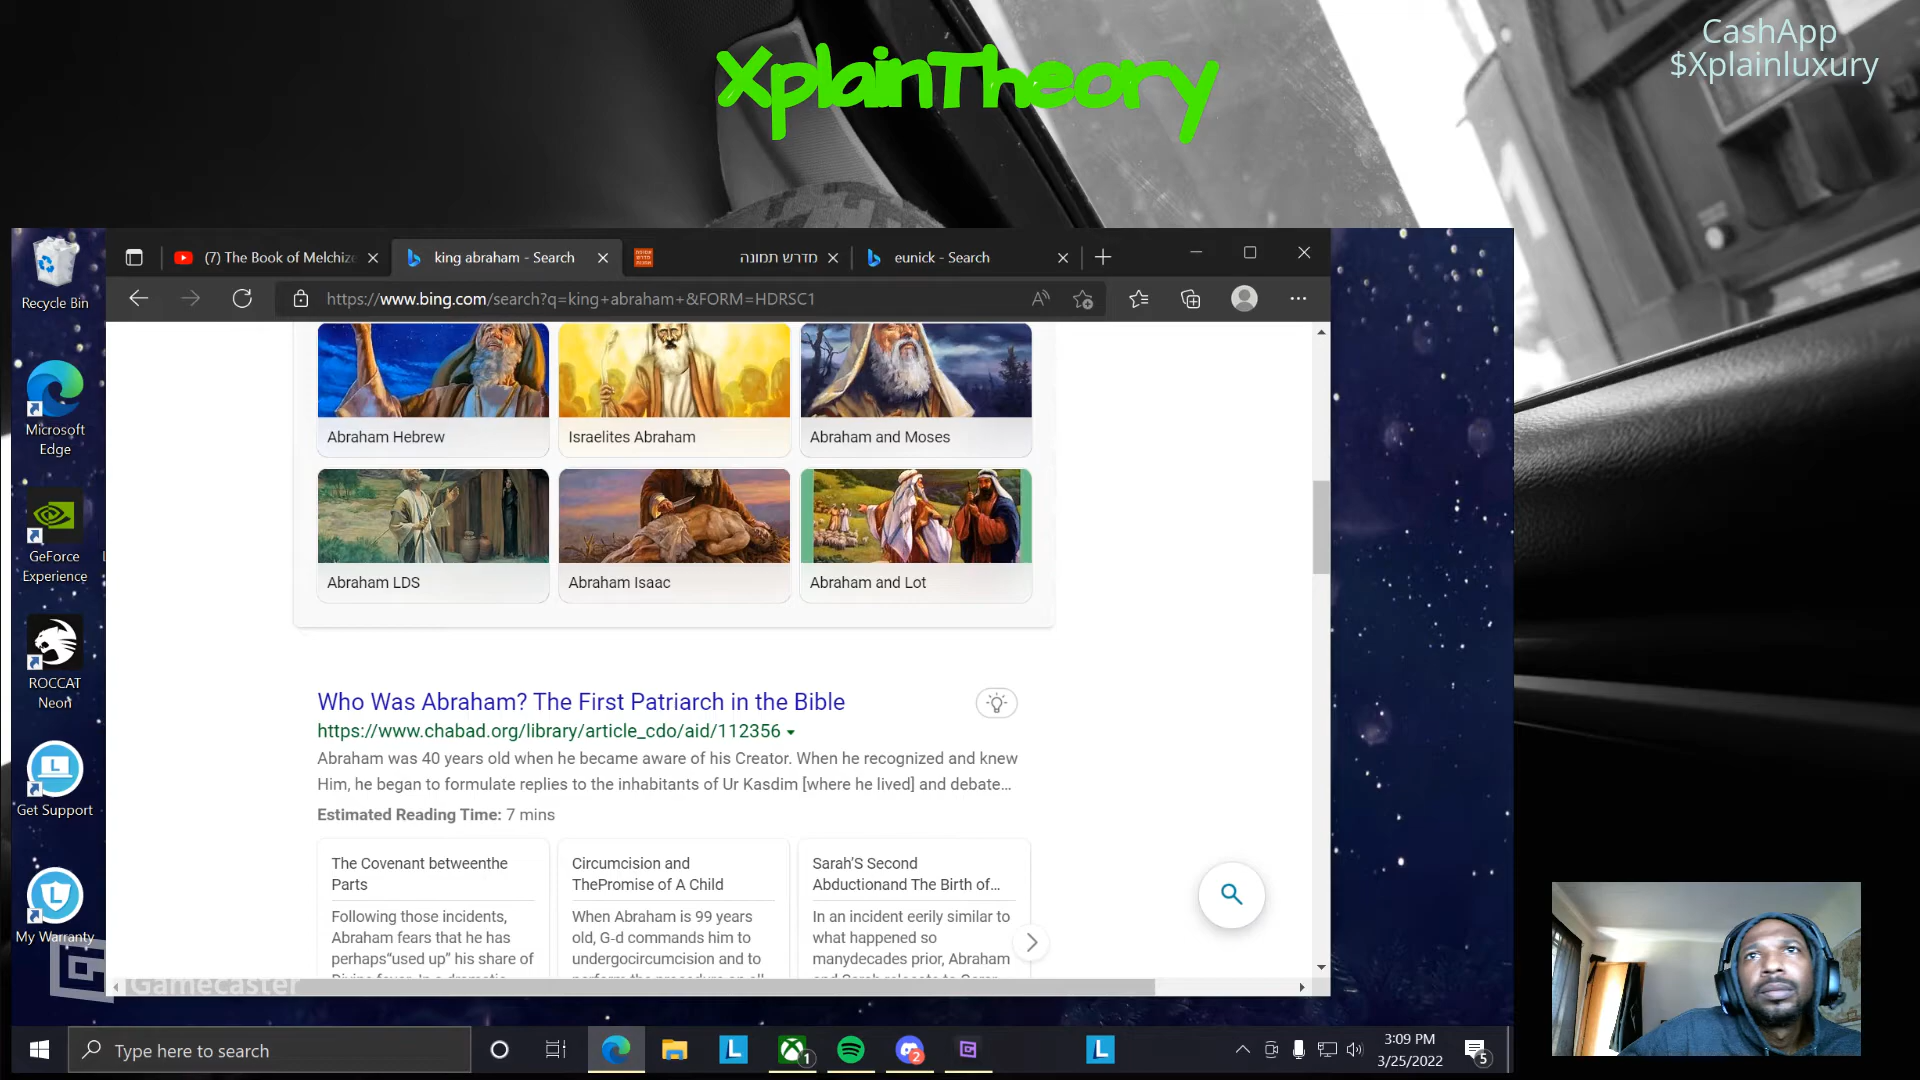 CashApp
$Xplainluxury
XplainTheory
Recycle Bin
Microsoft
Edge
GeForce
Experience
ROCCAT
Neon
Get Support
My Warranty
(7) The Book of Melchize
king abraham - Search
מדרש תמונה
eunick - Search
https://www.bing.com/search?q=king+abraham+&FORM=HDRSC1
Abraham Hebrew
Israelites Abraham
Abraham and Moses
Abraham LDS
Abraham Isaac
Abraham and Lot
Who Was Abraham? The First Patriarch in the Bible
https://www.chabad.org/library/article_cdo/aid/112356
Abraham was 40 years old when he became aware of his Creator. When he recognized and knew
Him, he began to formulate replies to the inhabitants of Ur Kasdim [where he lived] and debate...
Estimated Reading Time: 7 mins
The Covenant betweenthe
Parts
Following those incidents,
Abraham fears that he has
perhaps“used up” his share of
Circumcision and
ThePromise of A Child
When Abraham is 99 years
old, G-d commands him to
undergocircumcision and to
Sarah’S Second
Abductionand The Birth of...
In an incident eerily similar to
what happened so
manydecades prior, Abraham
Gamecaster
Type here to search
1
2
3:09 PM
3/25/2022
5